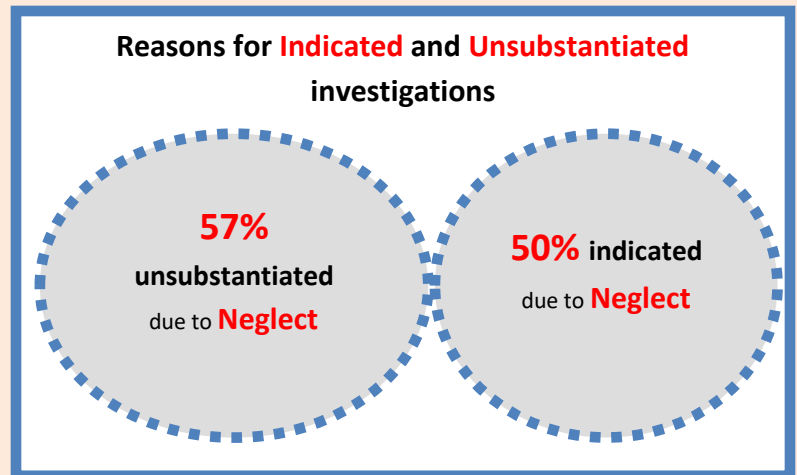 Reasons for Indicated and Unsubstantiated
investigations
57%
unsubstantiated
due to Neglect
50% indicated
due to Neglect